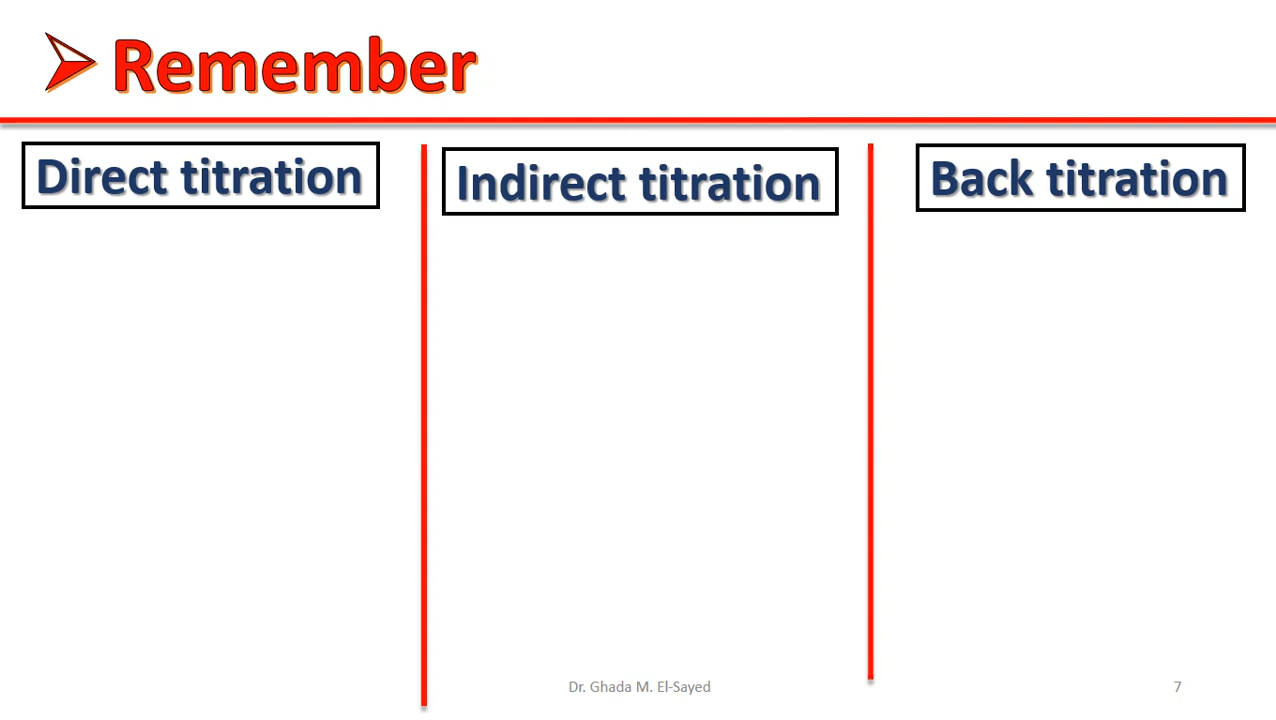 Remember
Direct titration
Indirect titration
Back titration
Dr. Ghada M. El-Sayed
7